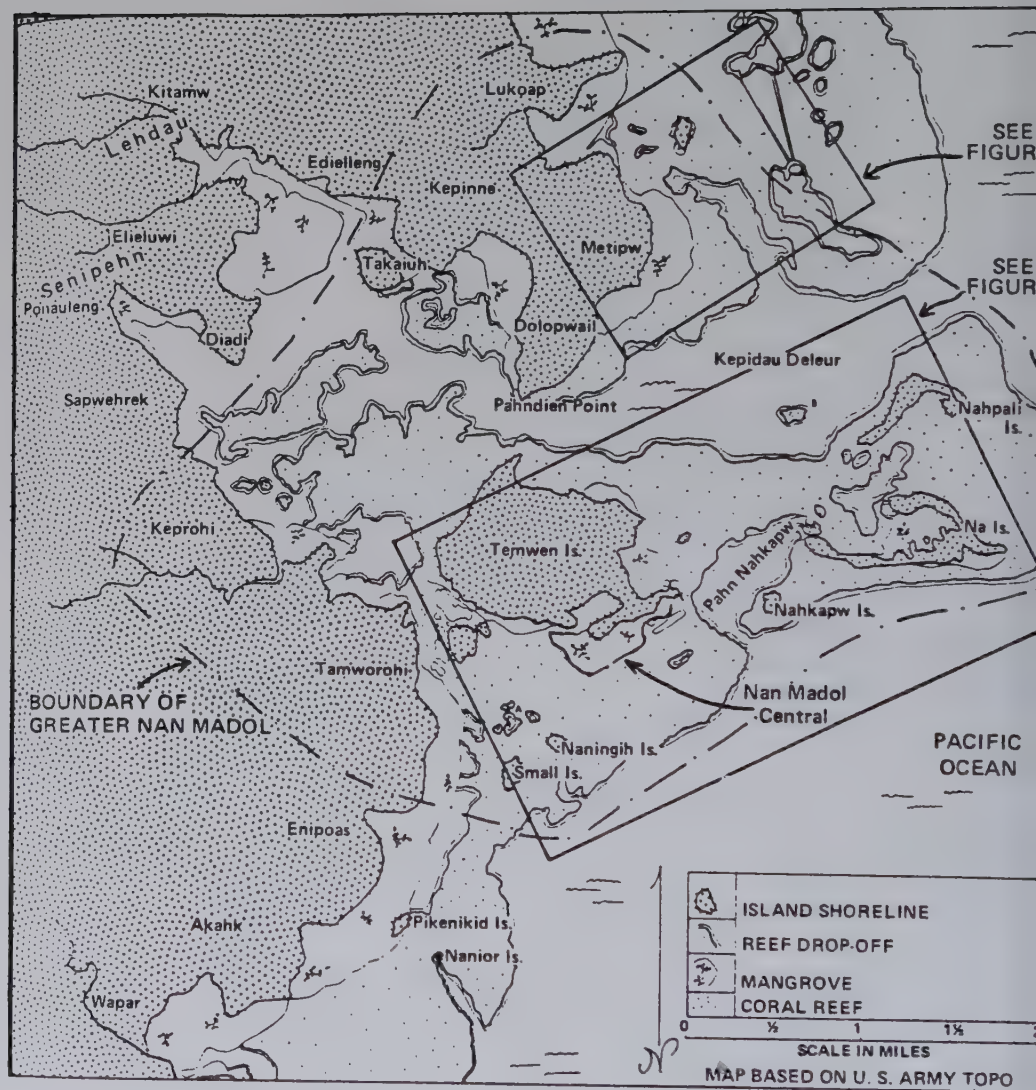 Kitamw
Lehdau
Lukoap
SEE
FIGUR
Edielleng
Kepinne
Elieluwi
Senipehn
Metipw
Takaiuh
Ponauleng
SEE
FIGUR
Diadi
Dolopwail
Kepidau Deleur
Sapwehrek
Pahndien Point
Nahpali
Is.
Keprohi
Temwen Is.
Pahn Nahkapw
Na Is.
Nahkapw Is.
Tamworohi
BOUNDARY OF
GREATER NAN MADOL
Nan Madol
Central
Naningih Is.
PACIFIC
OCEAN
Small Is.
Enipoas
Akahk
Pikenikid Is.
Nanior Is.
Wapar
ISLAND SHORELINE
REEF DROP-OFF
MANGROVE
CORAL REEF
0 ½ 1 1½
SCALE IN MILES
N
MAP BASED ON U. S. ARMY TOPO